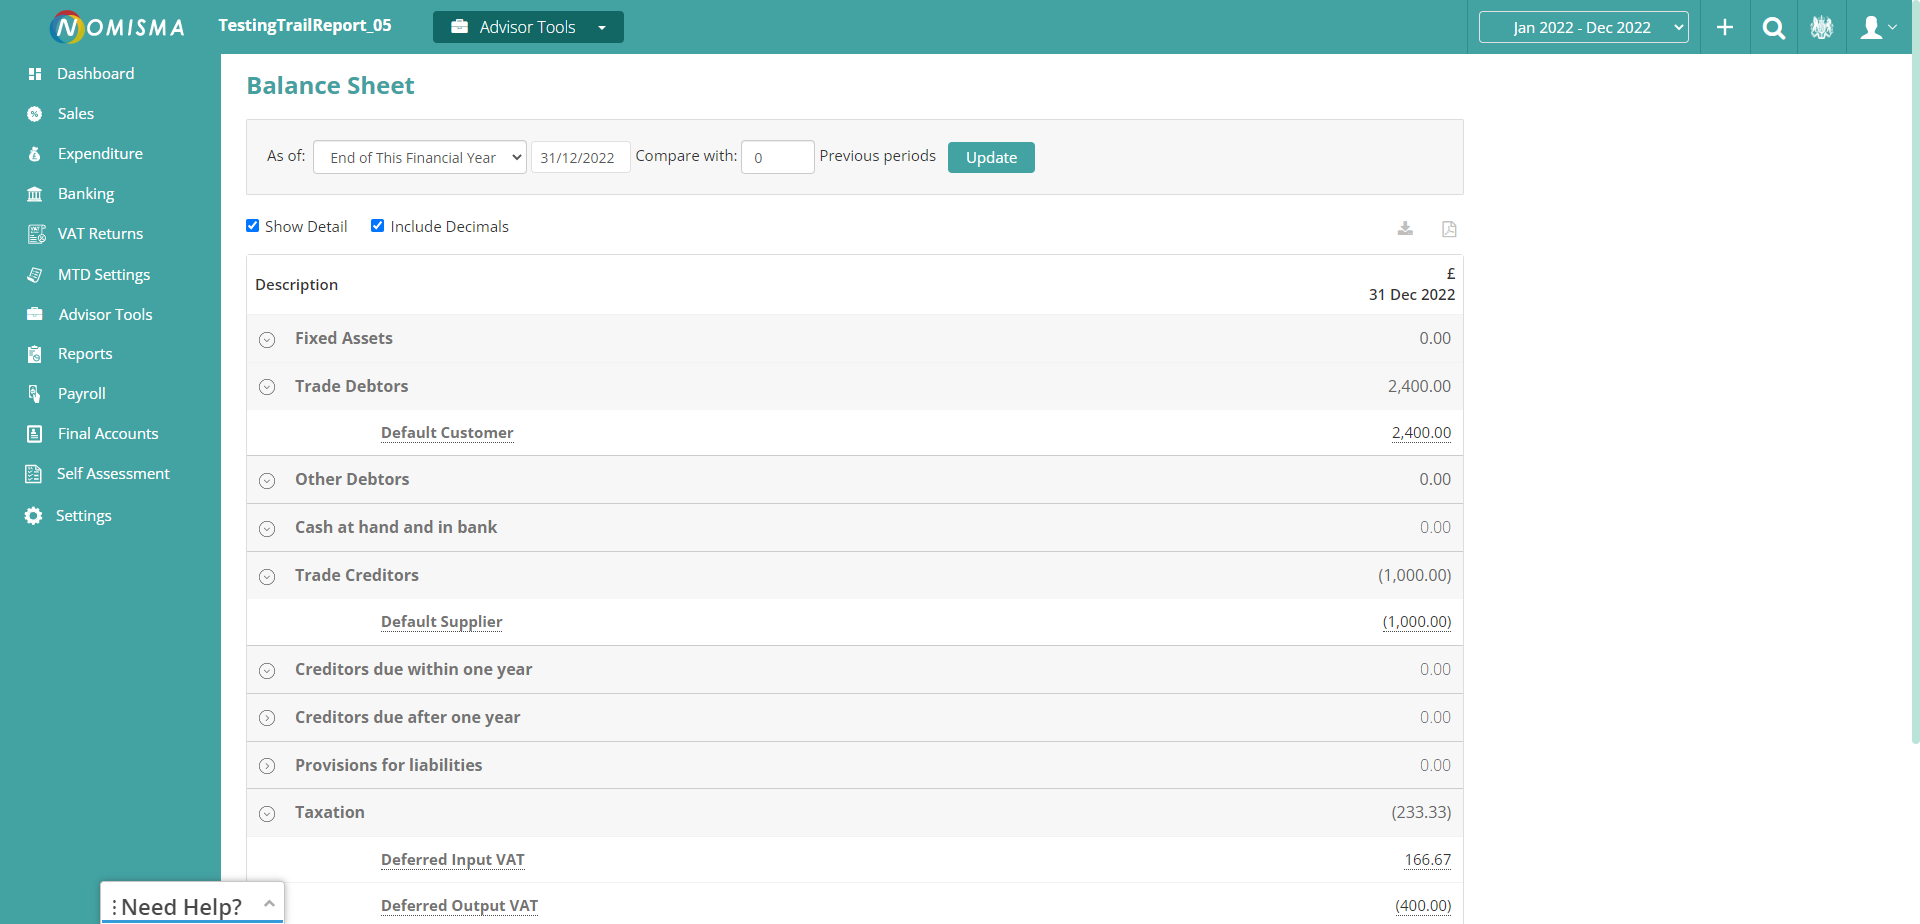 NOMISMA
TestingTrailReport_05
Advisor Tools
Jan 2022 - Dec 2022
Dashboard
Sales
Expenditure
Banking
VAT Returns
MTD Settings
Advisor Tools
Reports
Payroll
Final Accounts
Self Assessment
Settings
Balance Sheet
As of: End of This Financial Year 31/12/2022 Compare with: 0 Previous periods Update
Show Detail Include Decimals
Description £
31 Dec 2022
Fixed Assets 0.00
Trade Debtors 2,400.00
Default Customer 2,400.00
Other Debtors 0.00
Cash at hand and in bank 0.00
Trade Creditors (1,000.00)
Default Supplier (1,000.00)
Creditors due within one year 0.00
Creditors due after one year 0.00
Provisions for liabilities 0.00
Taxation (233.33)
Deferred Input VAT 166.67
Deferred Output VAT (400.00)
Need Help?